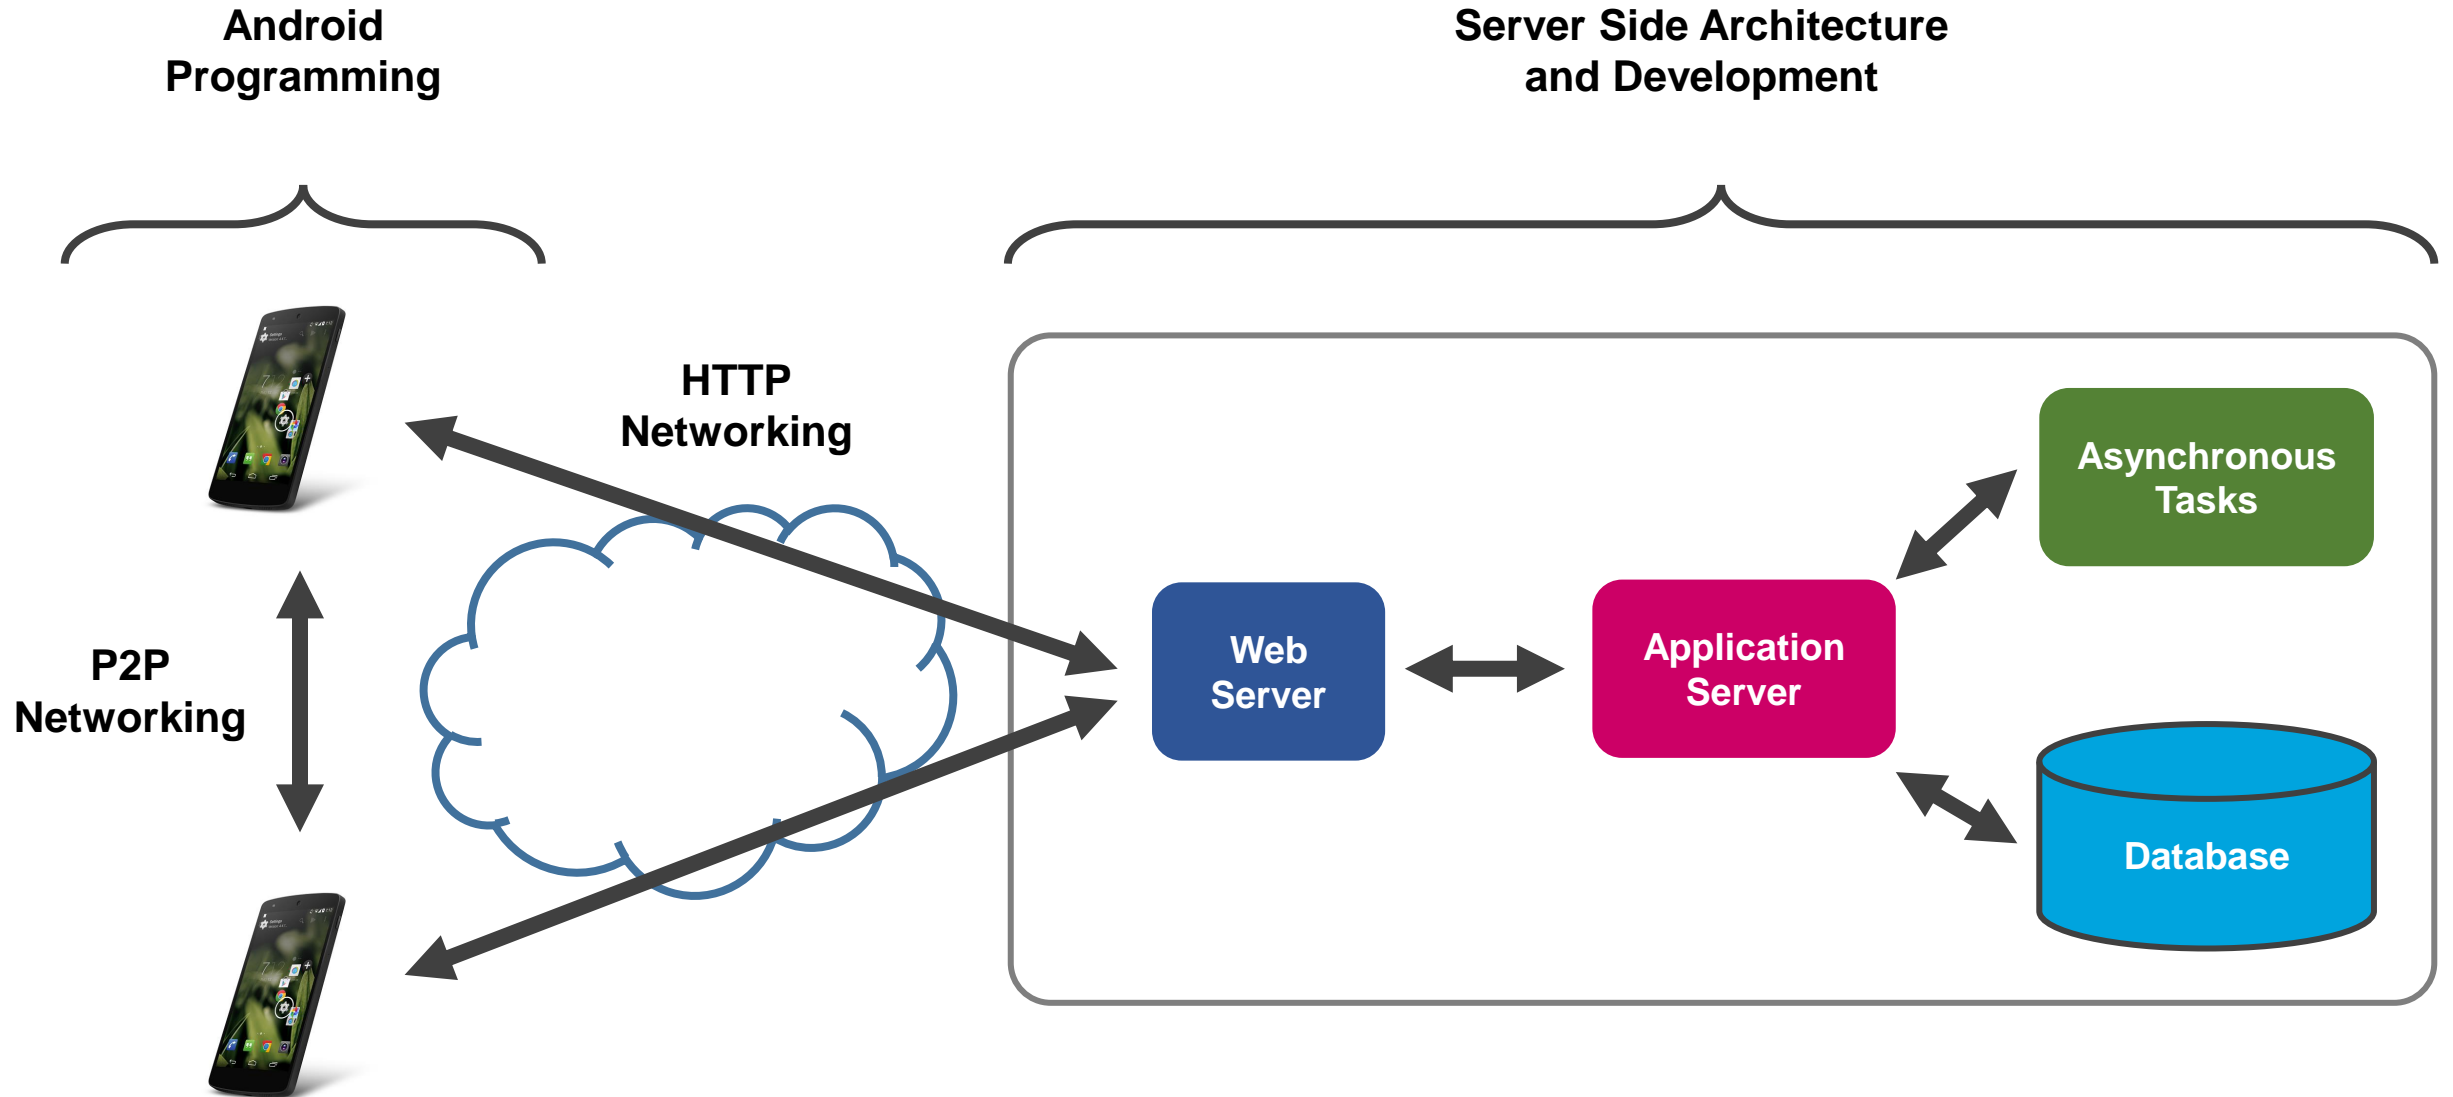 Android
Programming
Server Side Architecture
and Development
HTTP
Networking
P2P
Networking
Web
Server
Application
Server
Asynchronous
Tasks
Database